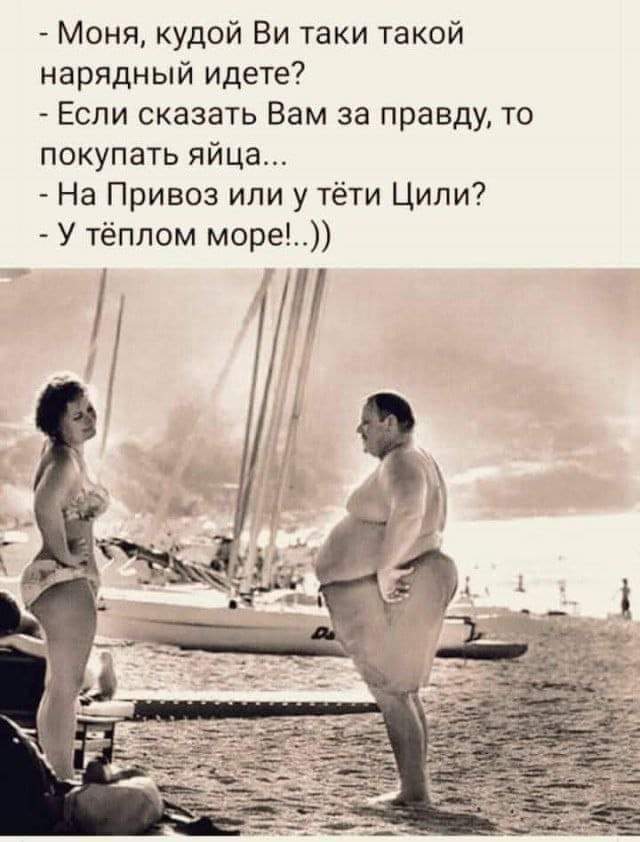 - Моня, кудой Ви таки такой
нарядный идете?
- Если сказать Вам за правду, то
покупать яйца...
- На Привоз или у тёти Цили?
- У тёплом море!..))